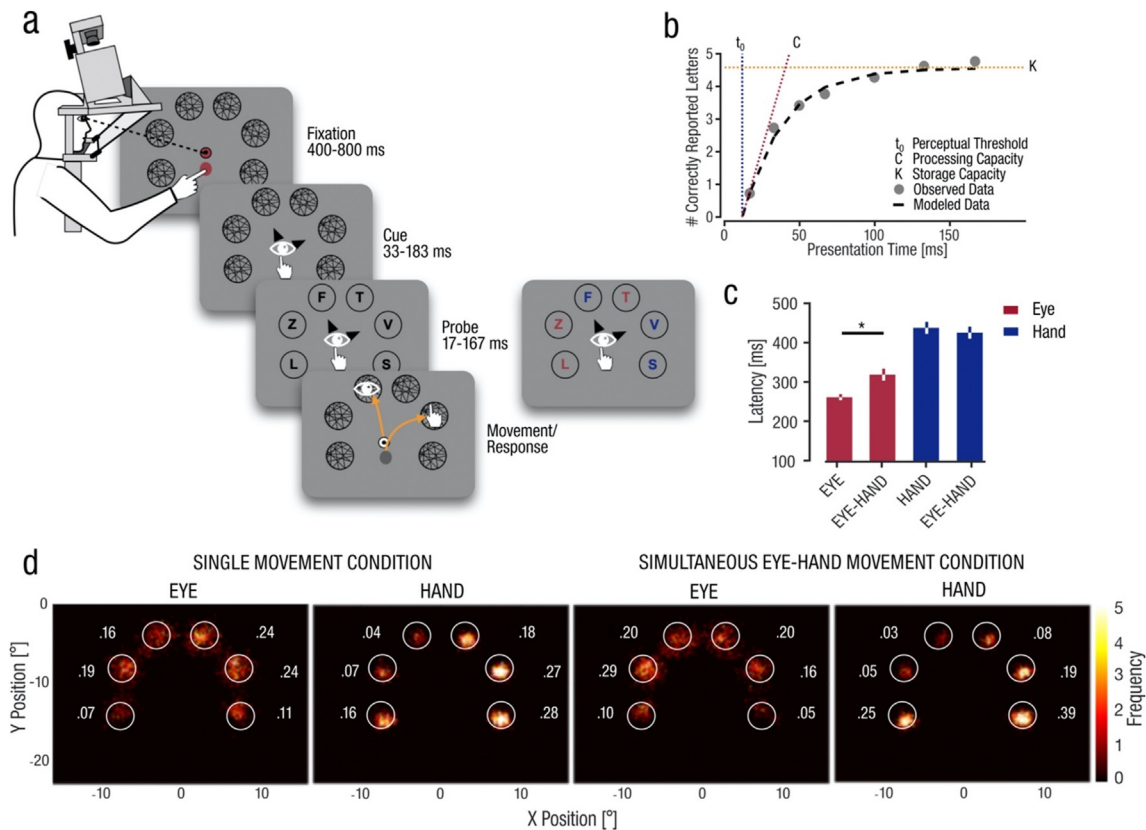 a
Fixation
400-800 ms
Cue
33-183 ms
F T
Z V
L S
Probe
17-167 ms
F T
Z V
L S
Movement/
Response
b
t0
C
K
# Correctly Reported Letters
5
4
3
2
1
0
t0 Perceptual Threshold
C Processing Capacity
K Storage Capacity
Observed Data
Modeled Data
0 50 100 150
Presentation Time [ms]
c
Latency [ms]
500
400
300
200
100
*
Eye
Hand
EYE
EYE-HAND
HAND
EYE-HAND
d
SINGLE MOVEMENT CONDITION
SIMULTANEOUS EYE-HAND MOVEMENT CONDITION
EYE
HAND
EYE
HAND
Y Position [°]
0
-10
-20
.16 .24
.19 .24
.07 .11
.04 .18
.07 .27
.16 .28
.20 .20
.29 .16
.10 .05
.03 .08
.05 .19
.25 .39
5
4
3
2
1
0
Frequency
-10 0 10
-10 0 10
-10 0 10
-10 0 10
X Position [°]